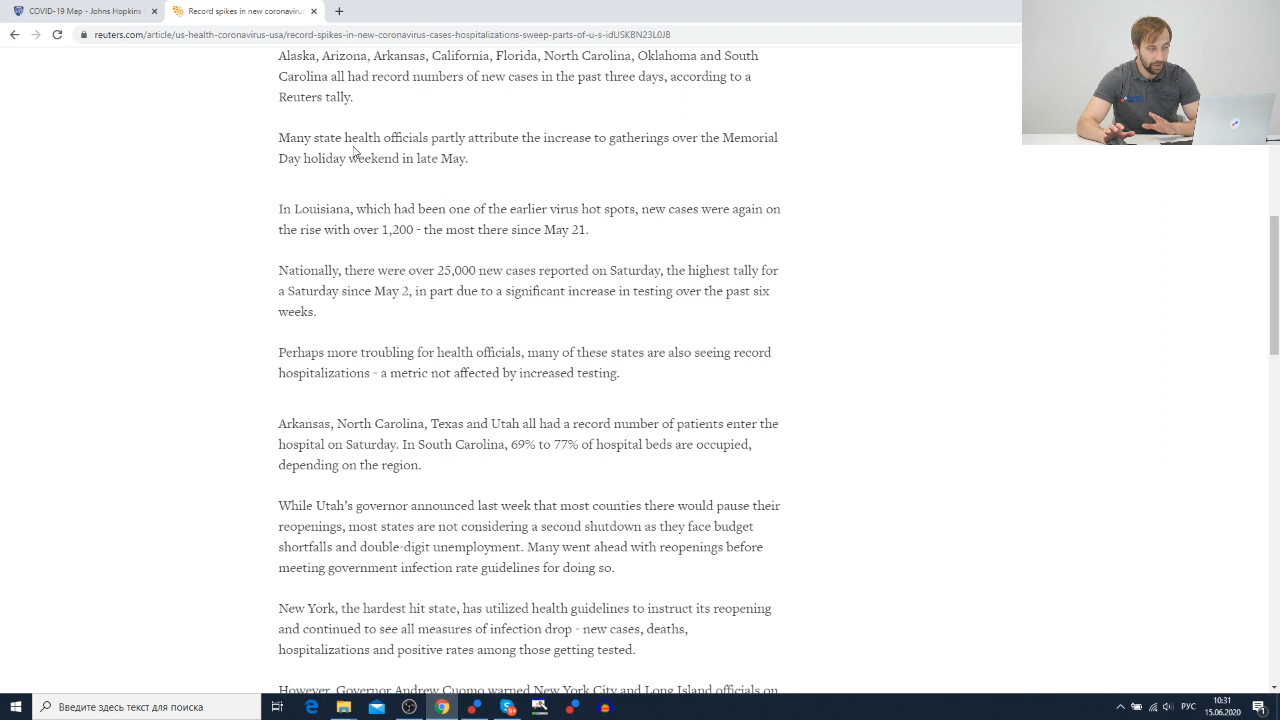 COVID-19 Map - Johns Hopkins
Record spikes in new coronavirus
reuters.com/article/us-health-coronavirus-usa/record-spikes-in-new-coronavirus-cases-hospitalizations-sweep-parts-of-u-s-idUSKBN23L0JB
Alaska, Arizona, Arkansas, California, Florida, North Carolina, Oklahoma and South
Carolina all had record numbers of new cases in the past three days, according to a
Reuters tally.
Many state health officials partly attribute the increase to gatherings over the Memorial
Day holiday weekend in late May.
In Louisiana, which had been one of the earlier virus hot spots, new cases were again on
the rise with over 1,200 - the most there since May 21.
Nationally, there were over 25,000 new cases reported on Saturday, the highest tally for
a Saturday since May 2, in part due to a significant increase in testing over the past six
weeks.
Perhaps more troubling for health officials, many of these states are also seeing record
hospitalizations - a metric not affected by increased testing.
Arkansas, North Carolina, Texas and Utah all had a record number of patients enter the
hospital on Saturday. In South Carolina, 69% to 77% of hospital beds are occupied,
depending on the region.
While Utah’s governor announced last week that most counties there would pause their
reopenings, most states are not considering a second shutdown as they face budget
shortfalls and double-digit unemployment. Many went ahead with reopenings before
meeting government infection rate guidelines for doing so.
New York, the hardest hit state, has utilized health guidelines to instruct its reopening
and continued to see all measures of infection drop - new cases, deaths,
hospitalizations and positive rates among those getting tested.
However, Governor Andrew Cuomo warned New York City and Long Island officials on
Введите здесь текст для поиска
РУС
10:31
15.06.2020